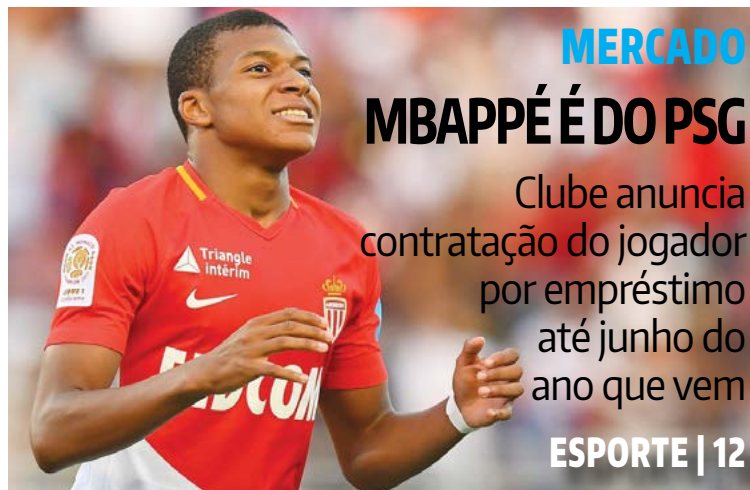 MERCADO
MBAPPÉ É DO PSG
Clube anuncia
contratação do jogador
por empréstimo
até junho do
ano que vem
ESPORTE | 12
Triangle
intérim